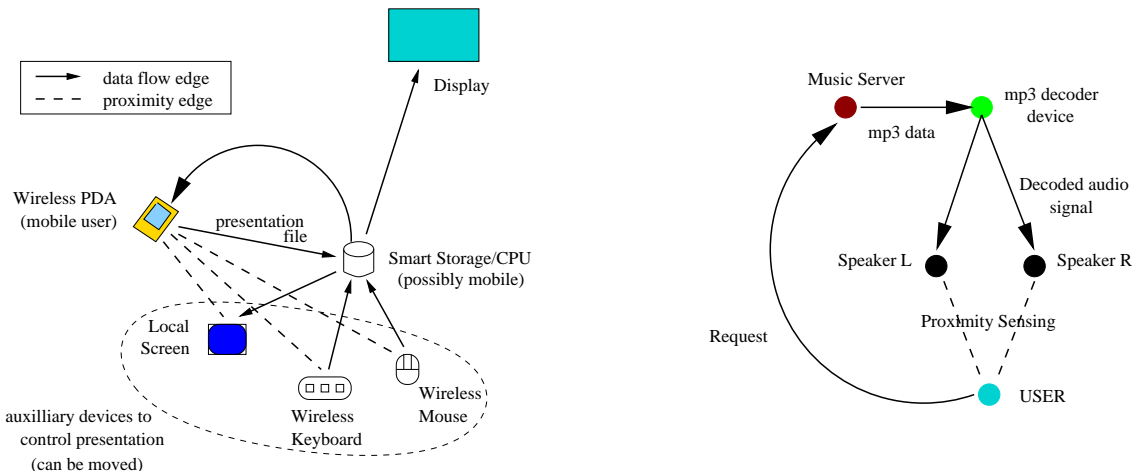 data flow edge
proximity edge
Display
Wireless PDA
(mobile user)
presentation
file
Smart Storage/CPU
(possibly mobile)
Local
Screen
Wireless
Mouse
Wireless
Keyboard
auxilliary devices to
control presentation
(can be moved)
Music Server
mp3 decoder
device
mp3 data
Decoded audio
signal
Speaker L
Speaker R
Proximity Sensing
Request
USER